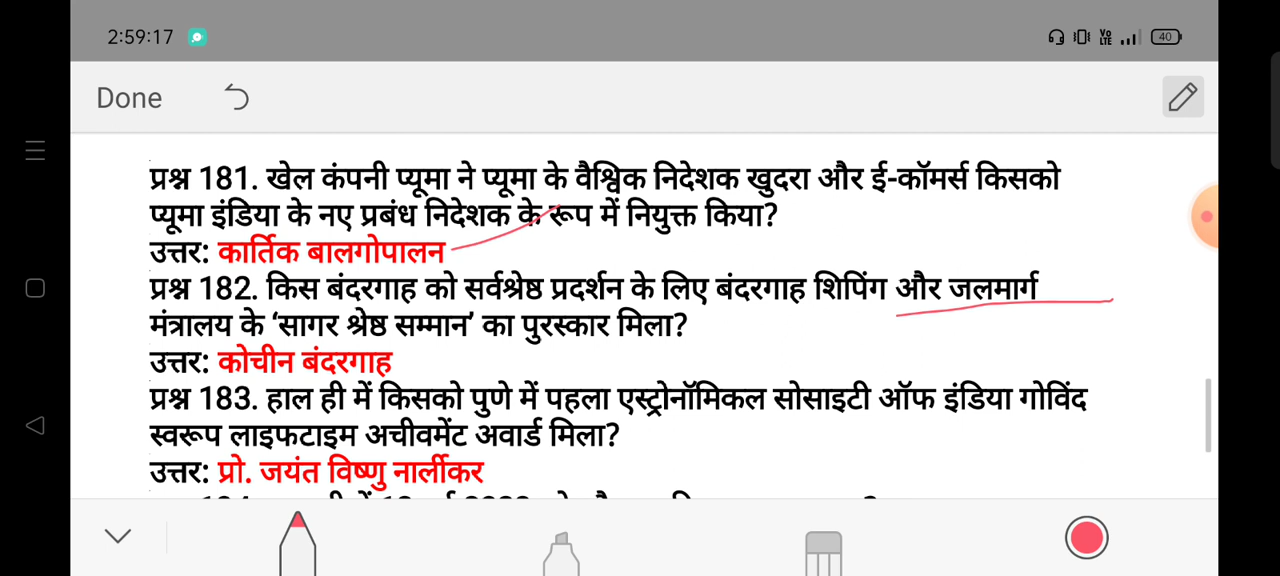 2:59:17
Vo LTE 40
Done
प्रश्न 181. खेल कंपनी प्यूमा ने प्यूमा के वैश्विक निदेशक खुदरा और ई-कॉमर्स किसको
प्यूमा इंडिया के नए प्रबंध निदेशक के रूप में नियुक्त किया?
उत्तर: कार्तिक बालगोपालन
प्रश्न 182. किस बंदरगाह को सर्वश्रेष्ठ प्रदर्शन के लिए बंदरगाह शिपिंग और जलमार्ग
मंत्रालय के ‘सागर श्रेष्ठ सम्मान’ का पुरस्कार मिला?
उत्तर: कोचीन बंदरगाह
प्रश्न 183. हाल ही में किसको पुणे में पहला एस्ट्रोनॉमिकल सोसाइटी ऑफ इंडिया गोविंद
स्वरूप लाइफटाइम अचीवमेंट अवार्ड मिला?
उत्तर: प्रो. जयंत विष्णु नार्लीकर